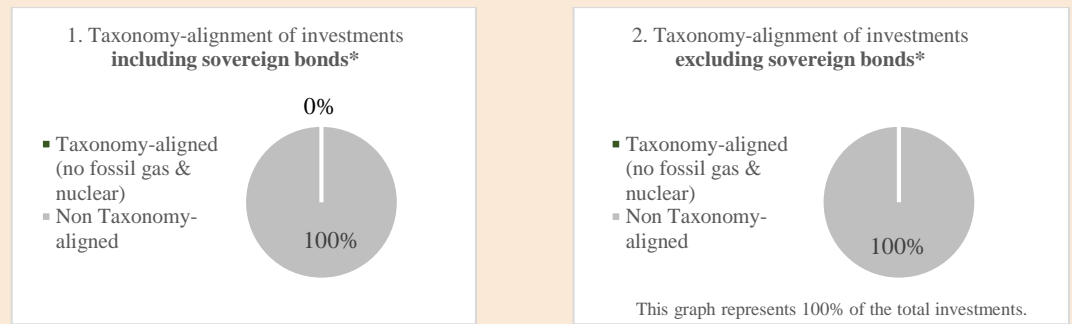 1. Taxonomy-alignment of investments
including sovereign bonds*
0%
Taxonomy-aligned
(no fossil gas &
nuclear)
Non Taxonomy-
aligned
100%
2. Taxonomy-alignment of investments
excluding sovereign bonds*
Taxonomy-aligned
(no fossil gas &
nuclear)
Non Taxonomy-
aligned
100%
This graph represents 100% of the total investments.